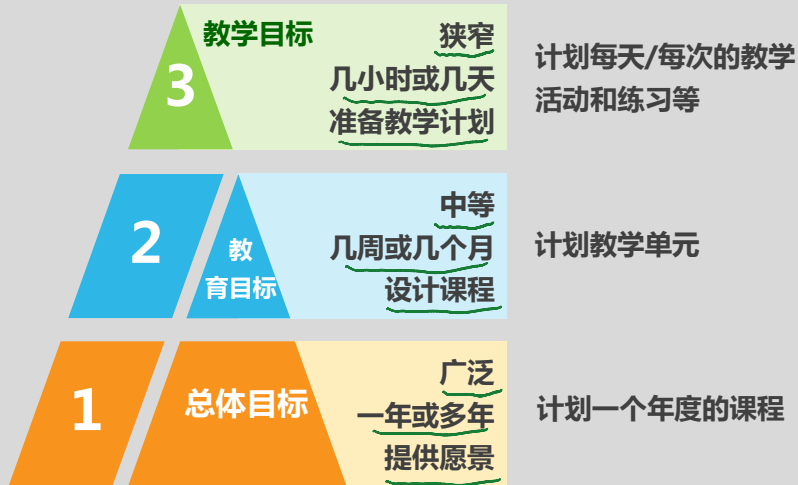 教学目标
3
狭窄
几小时或几天
准备教学计划
计划每天/每次的教学
活动和练习等
2
教
育目标
中等
几周或几个月
设计课程
计划教学单元
1
总体目标
广泛
一年或多年
提供愿景
计划一个年度的课程